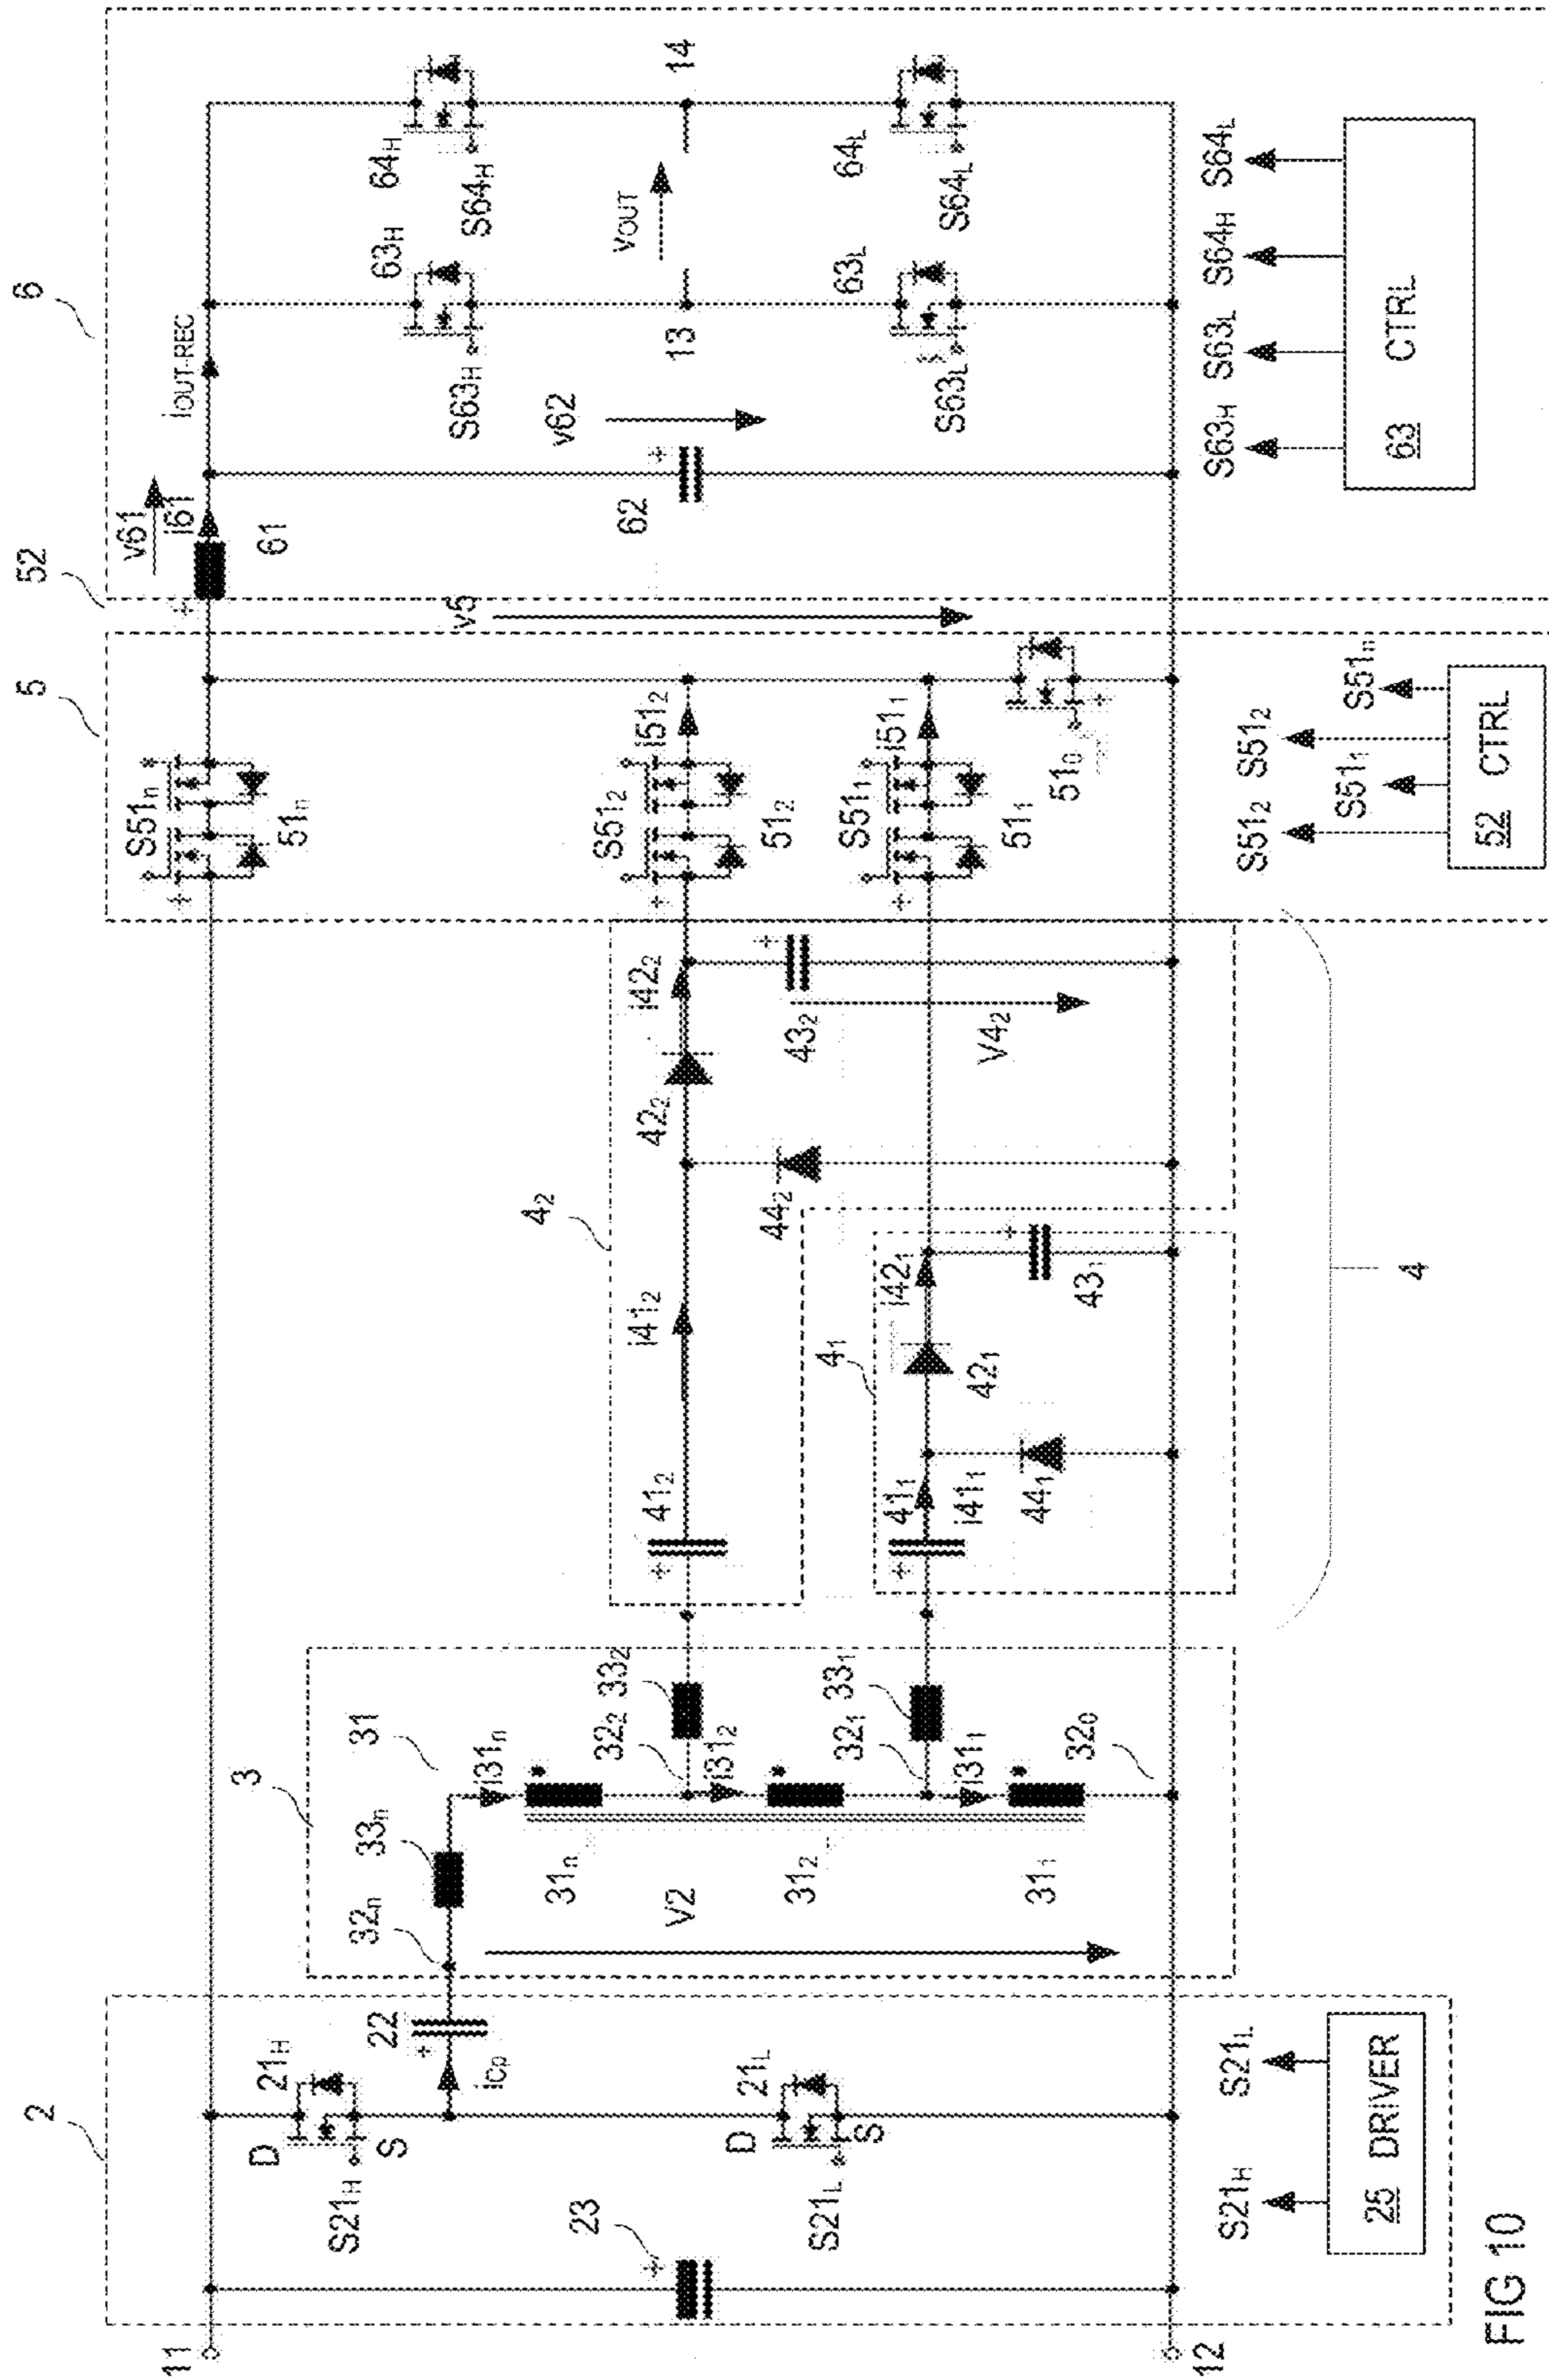 2
3
5
52
6
11
S21H
D
21H
S
22
iCp
23
S21L
D
21L
S
S21H
S21L
25 DRIVER
12
32n
33n
i31n
31
31n
V2
322
332
i312
312
321
331
i311
311
320
42
412
i412
422
i422
442
432
V42
41
411
i411
421
i421
441
431
4
S51n
51n
S512
i512
512
S511
i511
511
510
S512
S51n
S512
S51n
52 CTRL
v5
v61
i61
61
iOUT-REC
62
v62
63H
S63H
64H
S64H
13
vOUT
14
63L
S63L
64L
S64L
S63H
S63L
S64H
S64L
63 CTRL
FIG 10